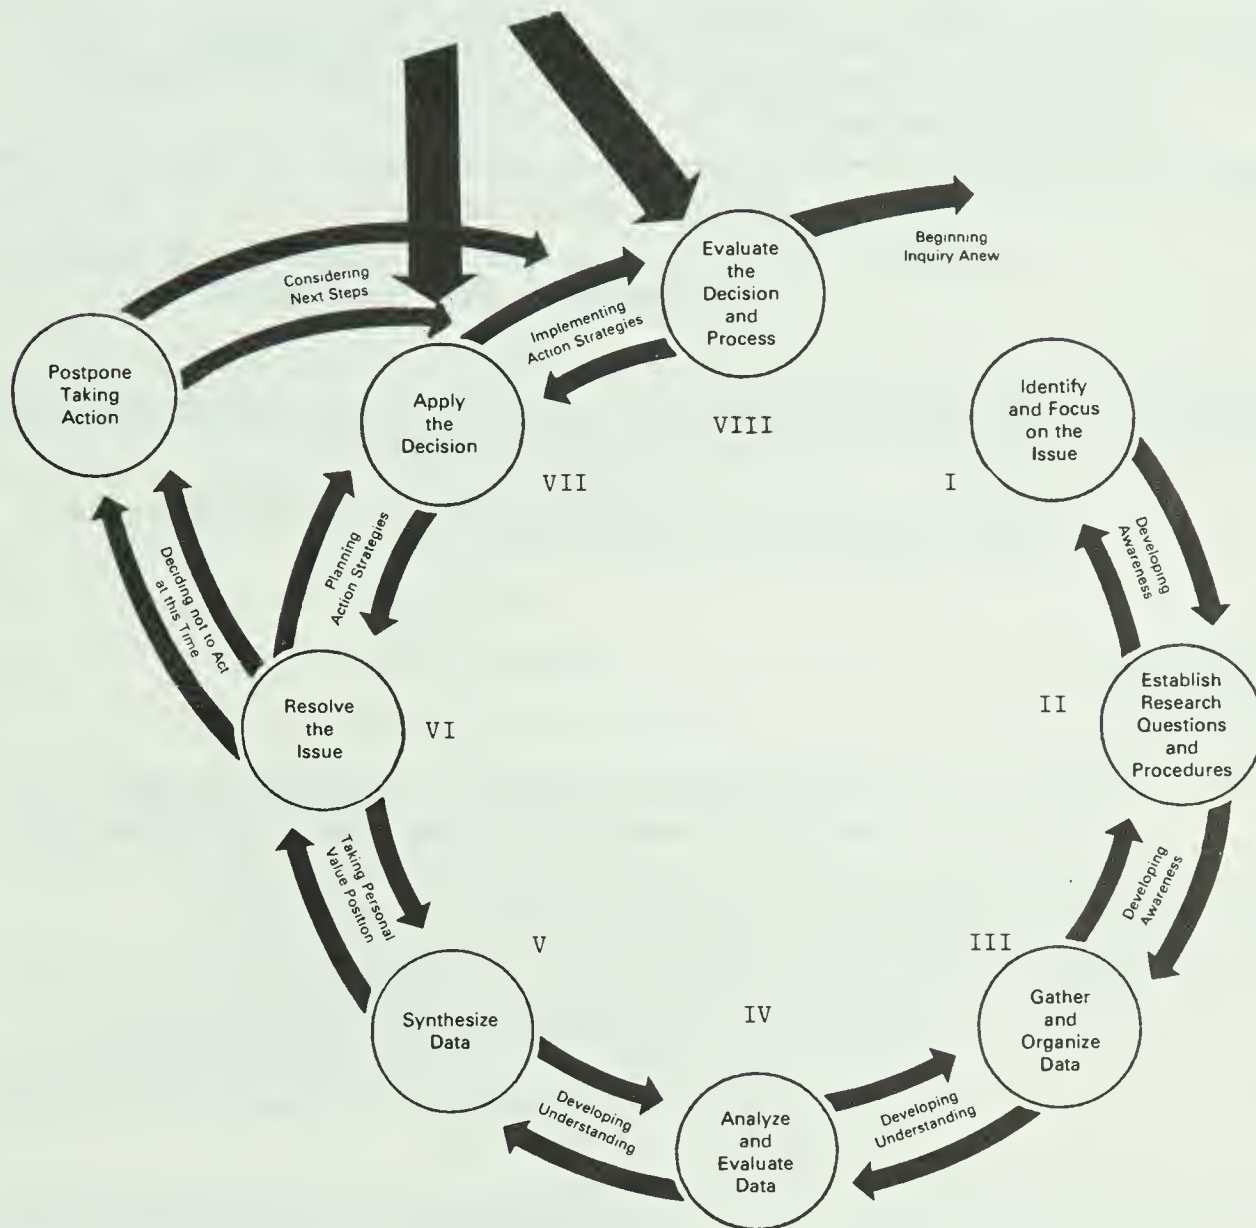 Identify
and Focus
on the
Issue
I
Developing
Awareness
Establish
Research
Questions
and
Procedures
II
Developing
Awareness
III
Gather
and
Organize
Data
Developing
Understanding
IV
Analyze
and
Evaluate
Data
Developing
Understanding
V
Synthesize
Data
Taking Personal
Value Position
Resolve
the
Issue
VI
Deciding not to Act
at this Time
Postpone
Taking
Action
Considering
Next Steps
Planning
Action Strategies
Apply
the
Decision
VII
Implementing
Action Strategies
Evaluate
the
Decision
and
Process
VIII
Beginning
Inquiry Anew